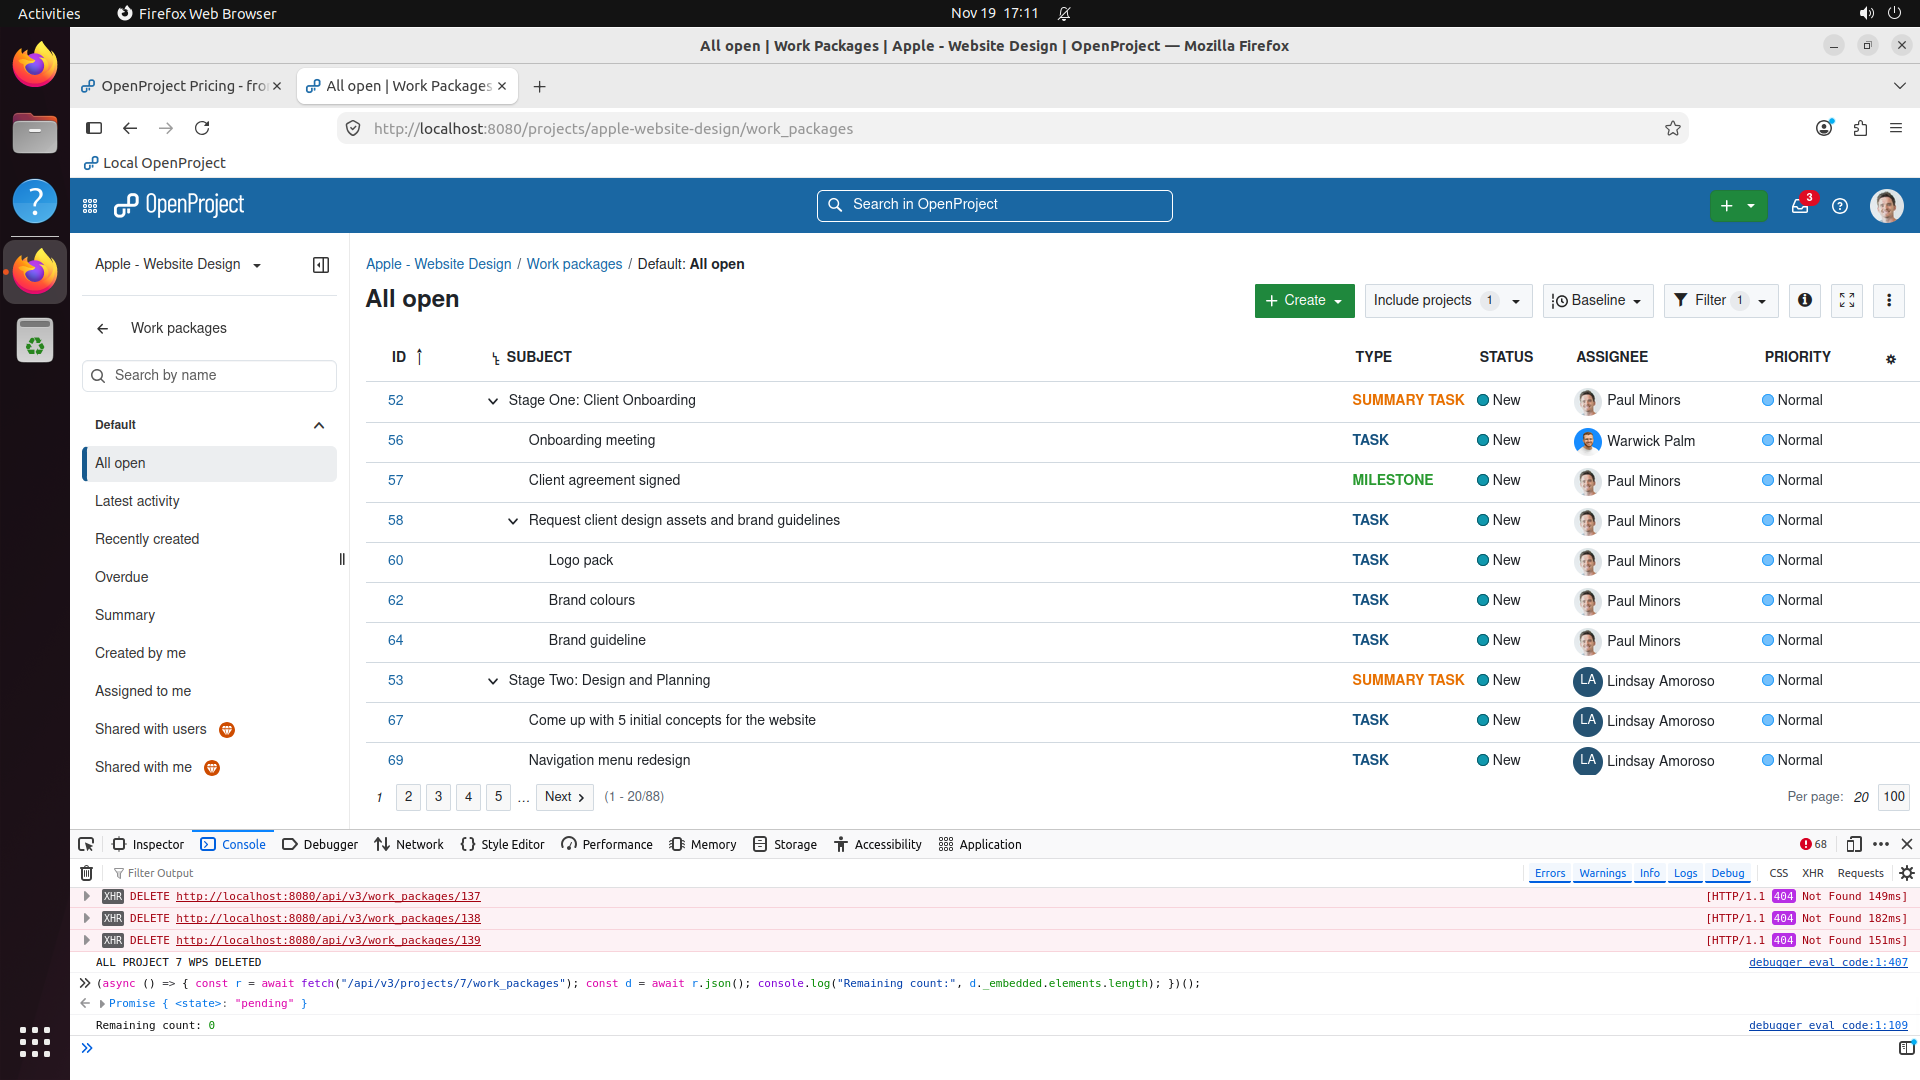 Activities
Firefox Web Browser
Nov 19 17:11
All open | Work Packages | Apple - Website Design | OpenProject — Mozilla Firefox
OpenProject Pricing - fro
All open | Work Packages
http://localhost:8080/projects/apple-website-design/work_packages
Local OpenProject
OpenProject
Search in OpenProject
3
Apple - Website Design
Apple - Website Design / Work packages / Default: All open
All open
Create
Include projects 1
Baseline
Filter 1
Work packages
Search by name
Default
All open
Latest activity
Recently created
Overdue
Summary
Created by me
Assigned to me
Shared with users
Shared with me
ID SUBJECT TYPE STATUS ASSIGNEE PRIORITY
52 Stage One: Client Onboarding SUMMARY TASK New Paul Minors Normal
56 Onboarding meeting TASK New Warwick Palm Normal
57 Client agreement signed MILESTONE New Paul Minors Normal
58 Request client design assets and brand guidelines TASK New Paul Minors Normal
60 Logo pack TASK New Paul Minors Normal
62 Brand colours TASK New Paul Minors Normal
64 Brand guideline TASK New Paul Minors Normal
53 Stage Two: Design and Planning SUMMARY TASK New LA Lindsay Amoroso Normal
67 Come up with 5 initial concepts for the website TASK New LA Lindsay Amoroso Normal
69 Navigation menu redesign TASK New LA Lindsay Amoroso Normal
1 2 3 4 5 ... Next (1 - 20/88)
Per page: 20 100
Inspector Console Debugger Network Style Editor Performance Memory Storage Accessibility Application 68
Filter Output
Errors Warnings Info Logs Debug CSS XHR Requests
XHR DELETE http://localhost:8080/api/v3/work_packages/137 [HTTP/1.1 404 Not Found 149ms]
XHR DELETE http://localhost:8080/api/v3/work_packages/138 [HTTP/1.1 404 Not Found 182ms]
XHR DELETE http://localhost:8080/api/v3/work_packages/139 [HTTP/1.1 404 Not Found 151ms]
ALL PROJECT 7 WPS DELETED debugger eval code:1:407
(async () => { const r = await fetch("/api/v3/projects/7/work_packages"); const d = await r.json(); console.log("Remaining count:", d._embedded.elements.length); })();
Promise { <state>: "pending" }
Remaining count: 0 debugger eval code:1:109